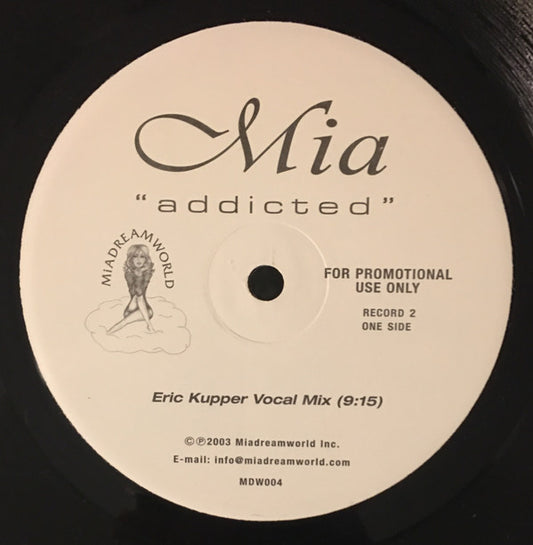 Mia
“addicted”
MiADREAMWORLD
FOR PROMOTIONAL
USE ONLY
RECORD 2
ONE SIDE
Eric Kupper Vocal Mix (9:15)
©℗2003 Miadreamworld Inc.
E-mail: info@miadreamworld.com
MDW004